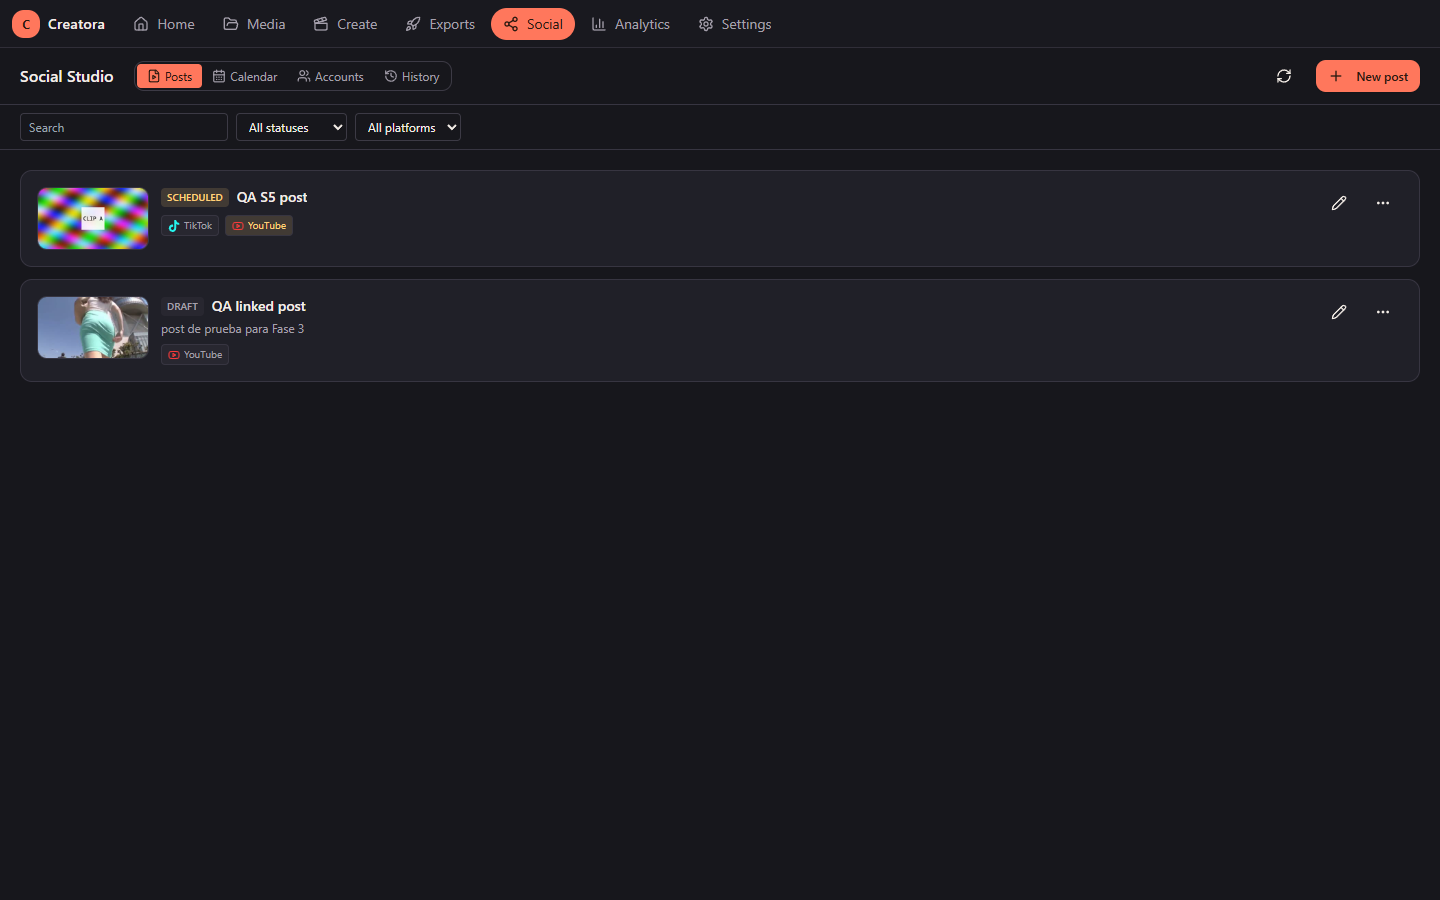 C Creatora Home Media Create Exports Social Analytics Settings
Social Studio Posts Calendar Accounts History New post
Search All statuses All platforms
CLIP A
SCHEDULED QA S5 post
TikTok YouTube
DRAFT QA linked post
post de prueba para Fase 3
YouTube